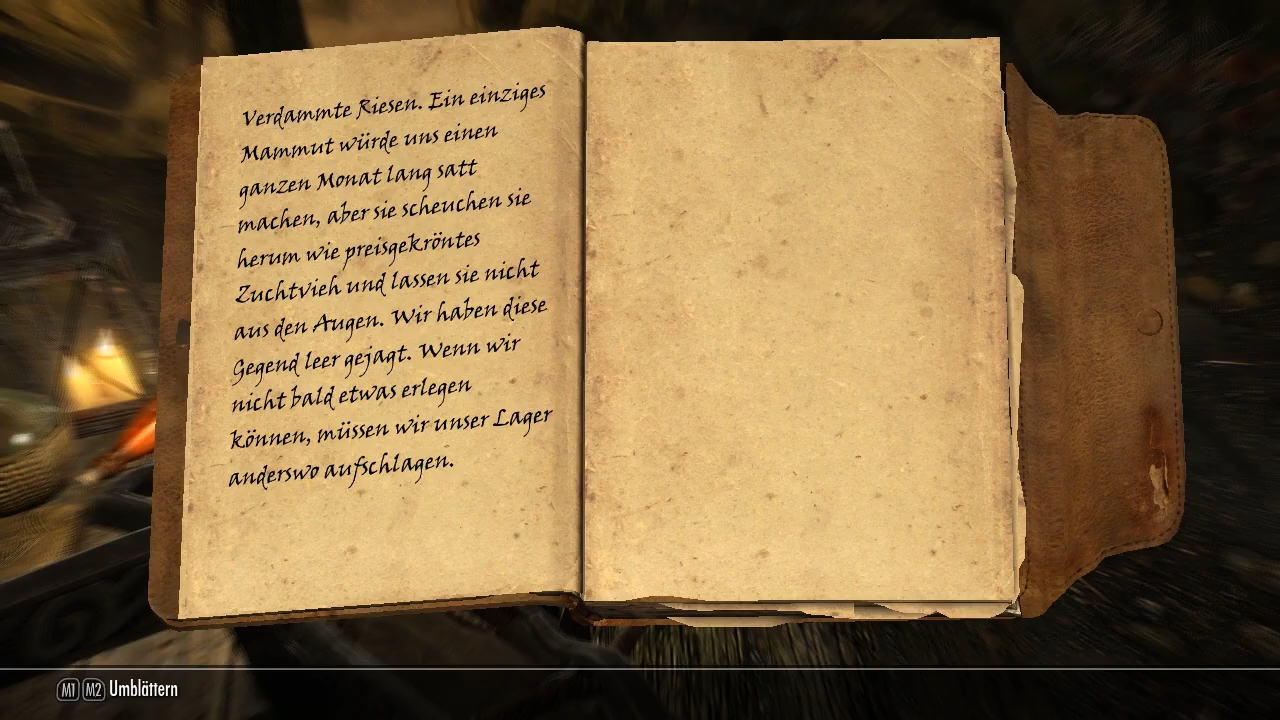 Verdammte Riesen. Ein einziges
Mammut würde uns einen
ganzen Monat lang satt
machen, aber sie scheuchen sie
herum wie preisgekröntes
Zuchtvieh und lassen sie nicht
aus den Augen. Wir haben diese
Gegend leer gejagt. Wenn wir
nicht bald etwas erlegen
können, müssen wir unser Lager
anderswo aufschlagen.
M1 M2 Umblättern